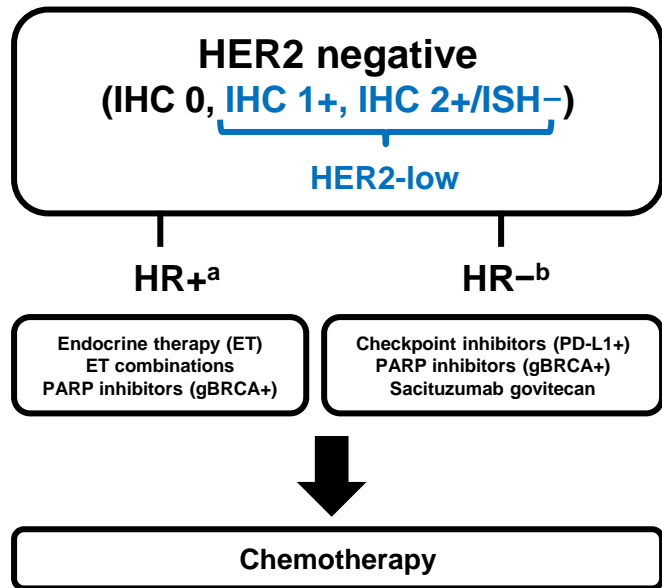 HER2 negative
(IHC 0, IHC 1+, IHC 2+/ISH−)
HER2-low
HR+ᵃ
HR−ᵇ
Endocrine therapy (ET)
ET combinations
PARP inhibitors (gBRCA+)
Checkpoint inhibitors (PD-L1+)
PARP inhibitors (gBRCA+)
Sacituzumab govitecan
Chemotherapy